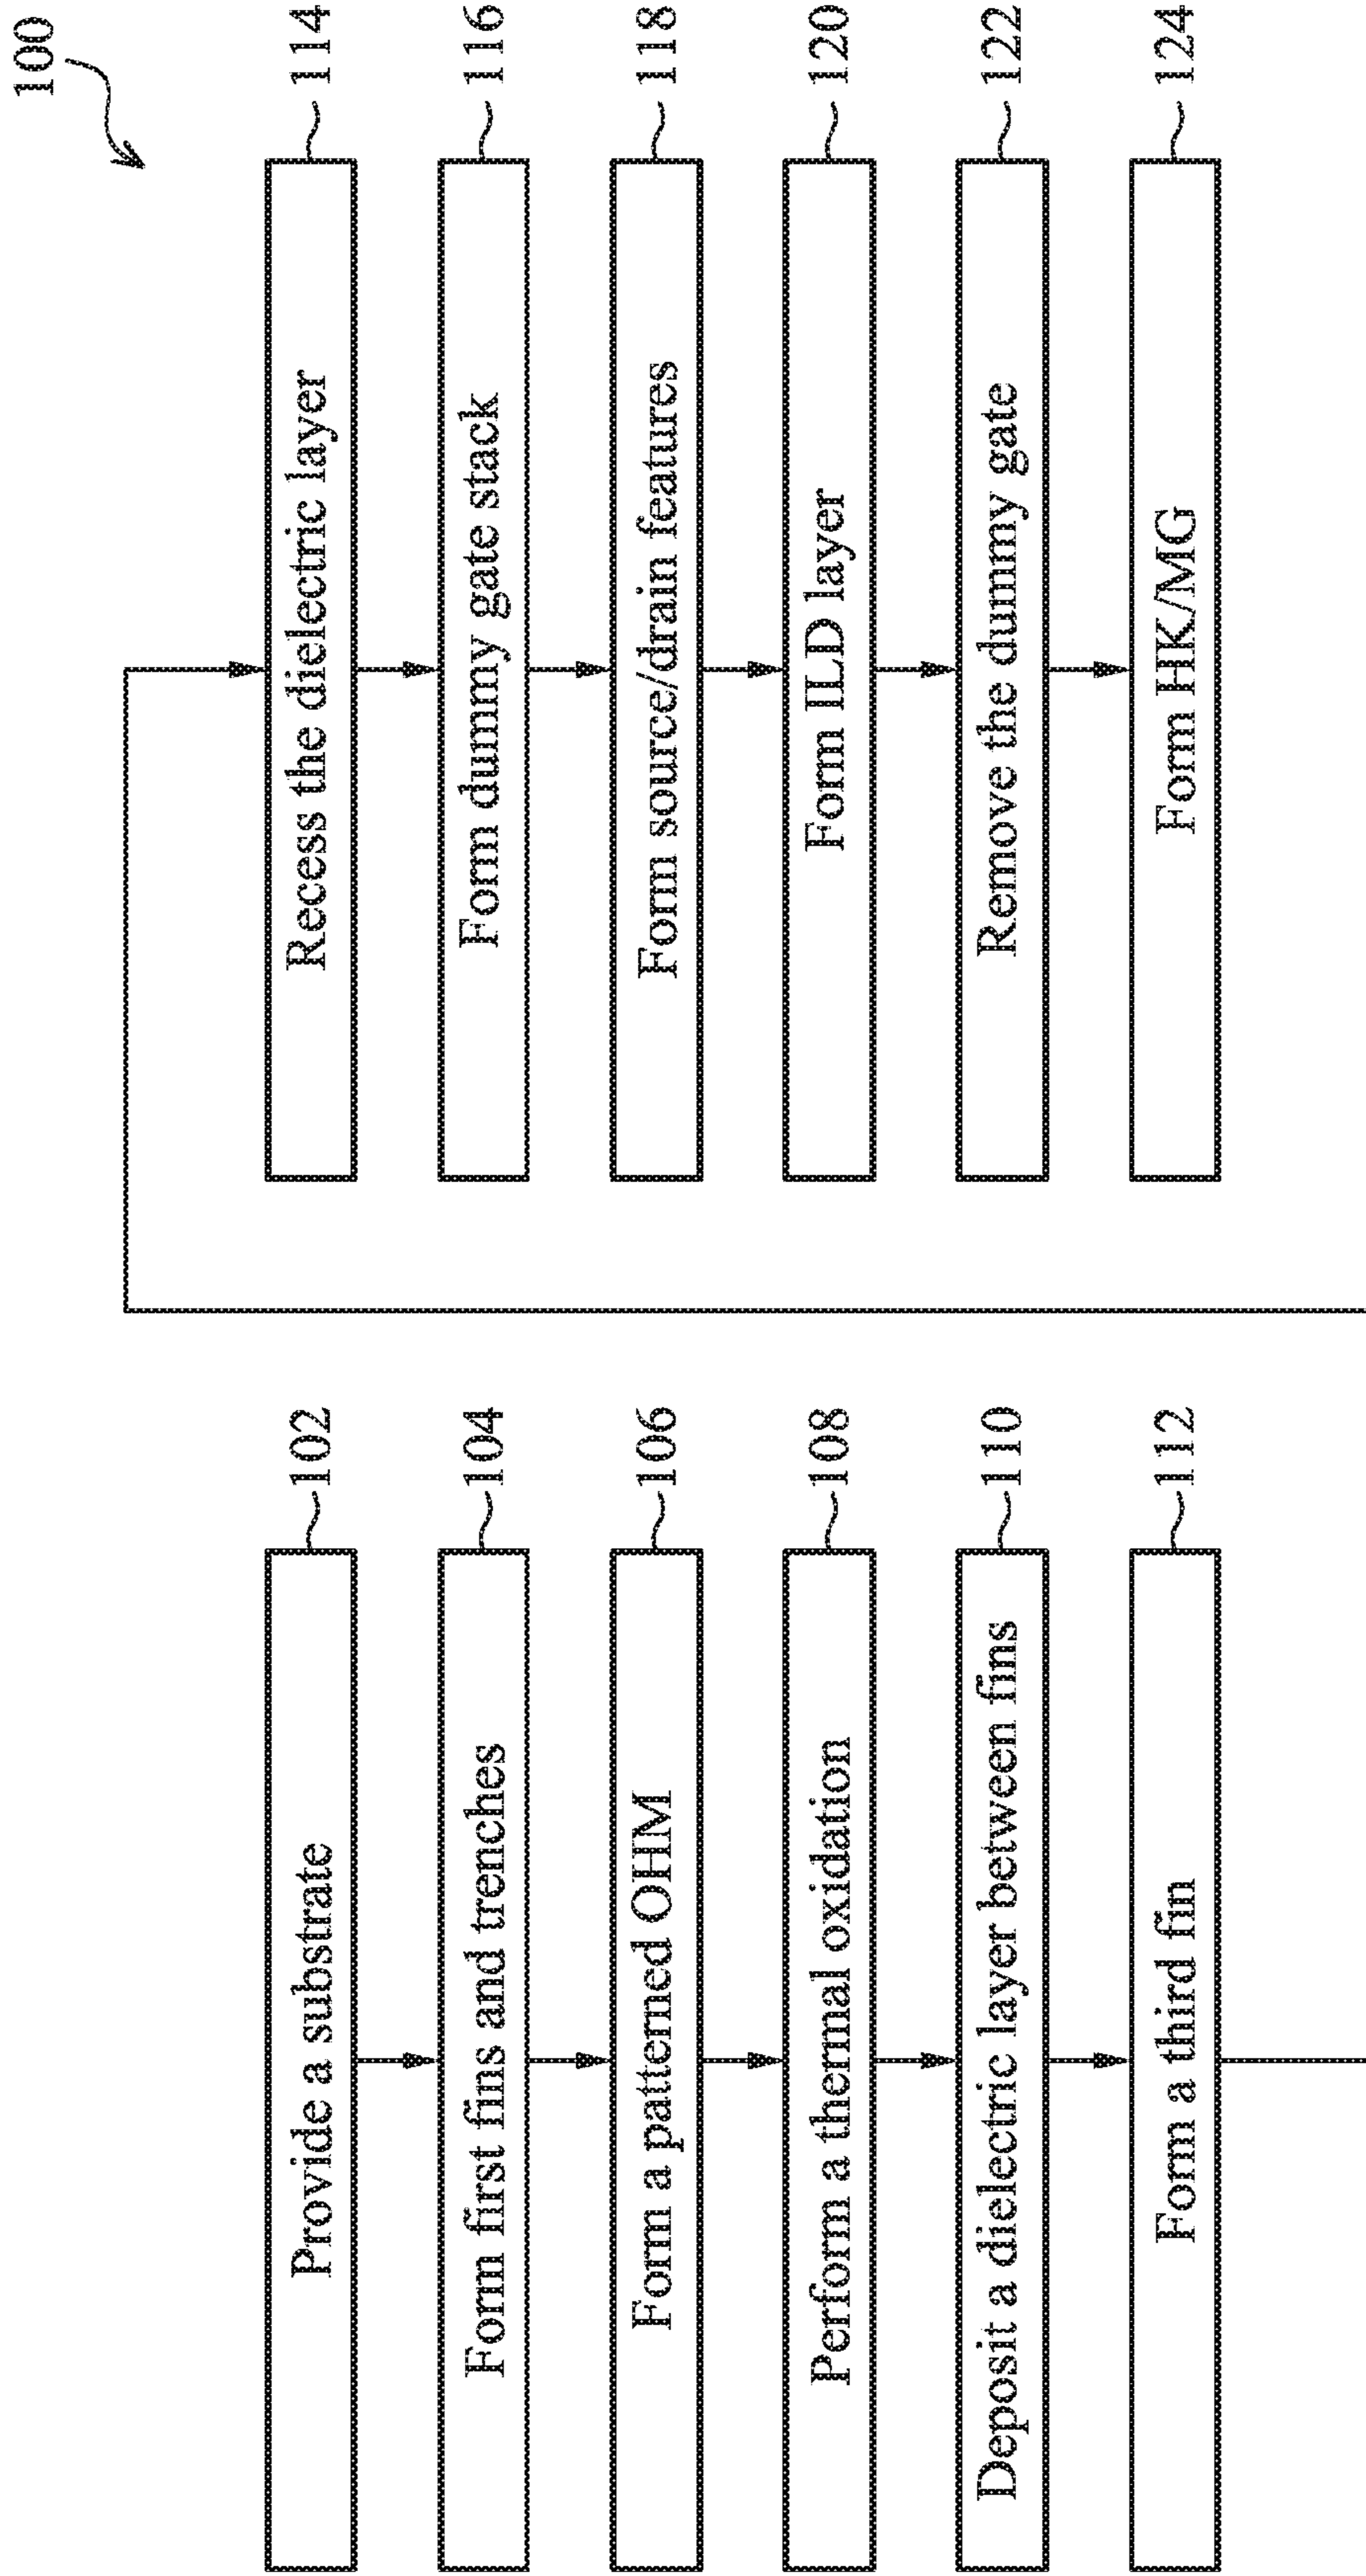 100
Provide a substrate
102
Form first fins and trenches
104
Form a patterned OHM
106
Perform a thermal oxidation
108
Deposit a dielectric layer between fins
110
Form a third fin
112
Recess the dielectric layer
114
Form dummy gate stack
116
Form source/drain features
118
Form ILD layer
120
Remove the dummy gate
122
Form HK/MG
124